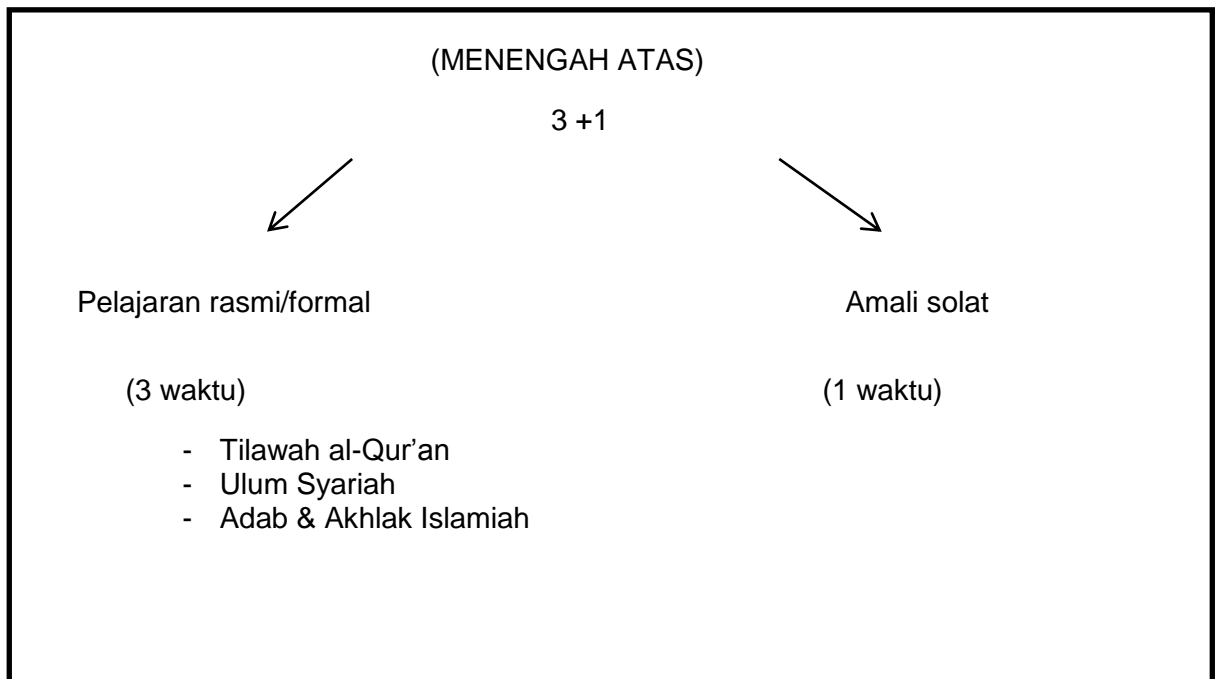 (MENENGAH ATAS)
3 +1
Pelajaran rasmi/formal
Amali solat
(3 waktu)
(1 waktu)
- Tilawah al-Qur’an
- Ulum Syariah
- Adab & Akhlak Islamiah